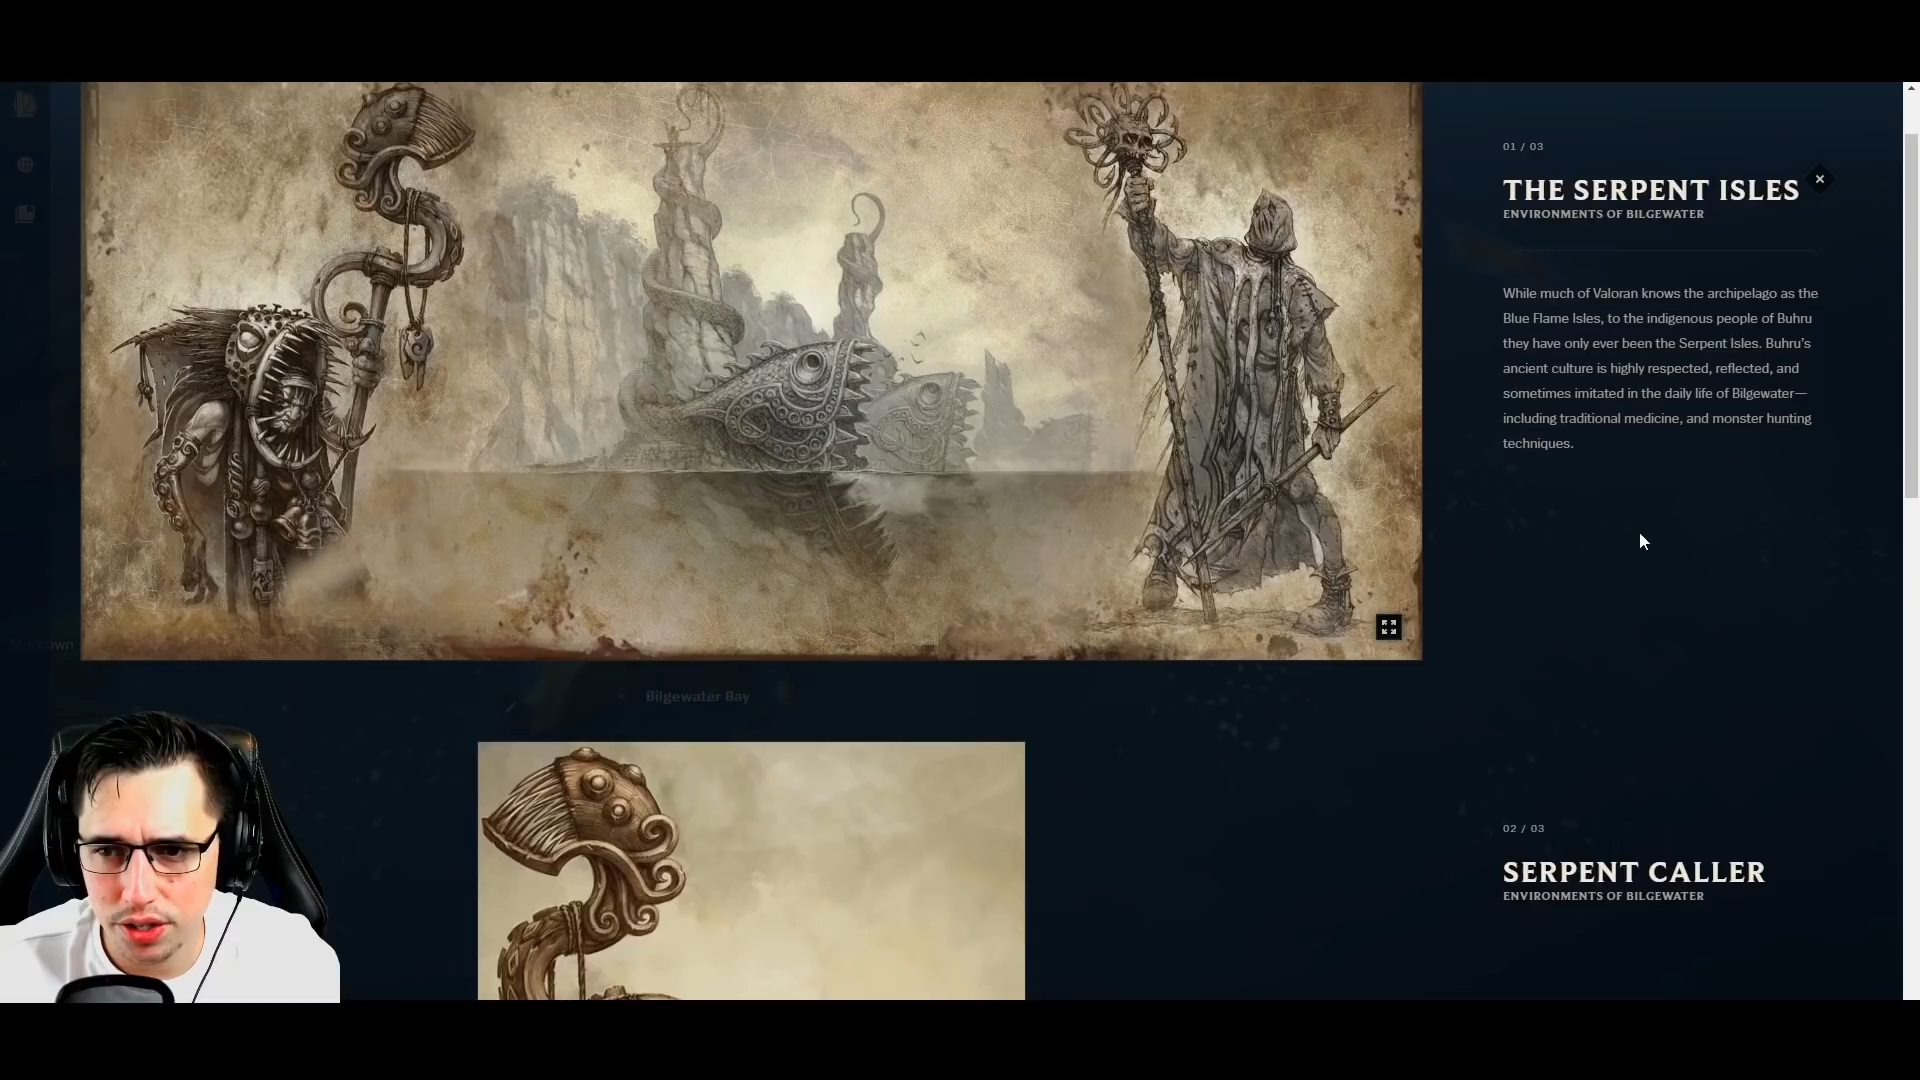 01 / 03
THE SERPENT ISLES
ENVIRONMENTS OF BILGEWATER
While much of Valoran knows the archipelago as the
Blue Flame Isles, to the indigenous people of Buhru
they have only ever been the Serpent Isles. Buhru's
ancient culture is highly respected, reflected, and
sometimes imitated in the daily life of Bilgewater—
including traditional medicine, and monster hunting
techniques.
Bilgewater Bay
02 / 03
SERPENT CALLER
ENVIRONMENTS OF BILGEWATER